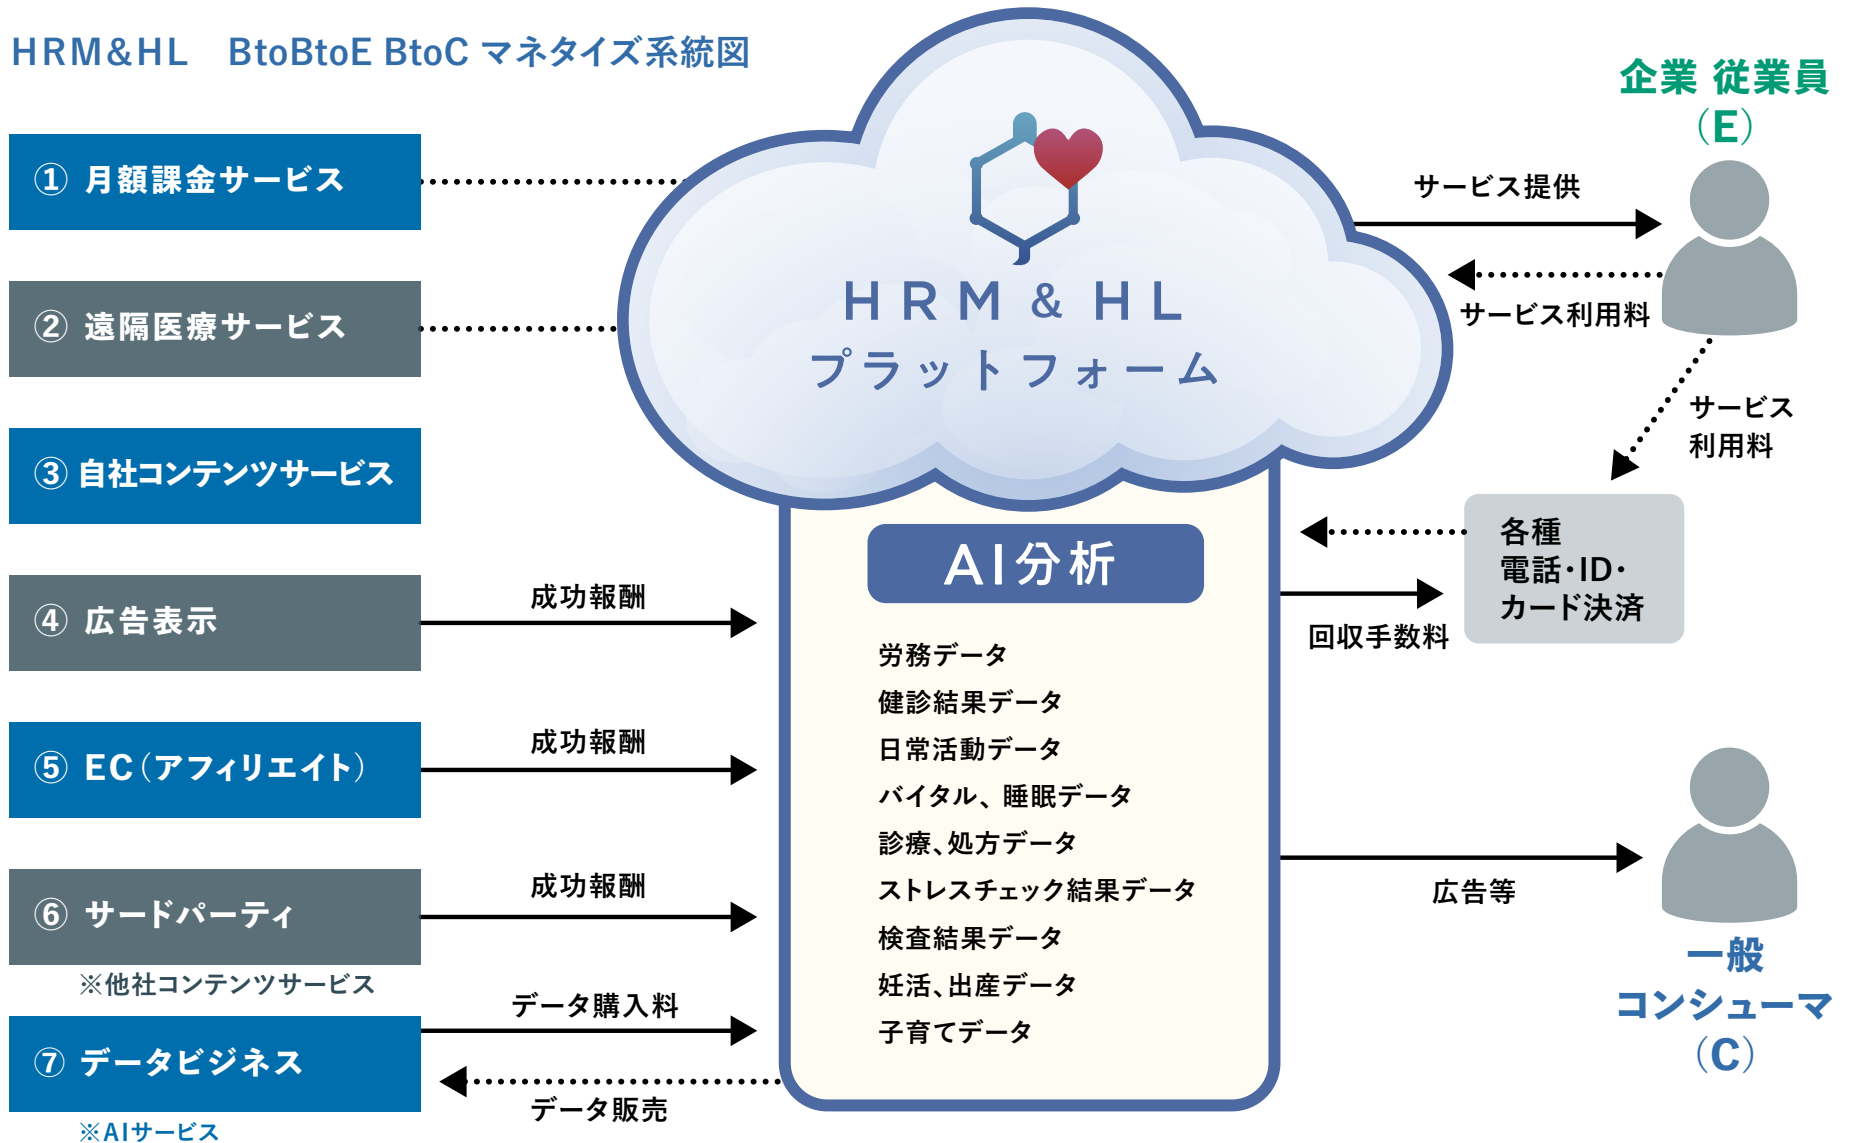 HRM&HL BtoBtoE BtoC マネタイズ系統図
① 月額課金サービス
② 遠隔医療サービス
③ 自社コンテンツサービス
④ 広告表示
成功報酬
⑤ EC（アフィリエイト）
成功報酬
⑥ サードパーティ
成功報酬
※他社コンテンツサービス
⑦ データビジネス
データ購入料
データ販売
※AIサービス
HRM & HL
プラットフォーム
AI分析
労務データ
健診結果データ
日常活動データ
バイタル、睡眠データ
診療、処方データ
ストレスチェック結果データ
検査結果データ
妊活、出産データ
子育てデータ
企業 従業員
（E）
サービス提供
サービス利用料
サービス
利用料
各種
電話・ID・
カード決済
回収手数料
広告等
一般
コンシューマ
（C）